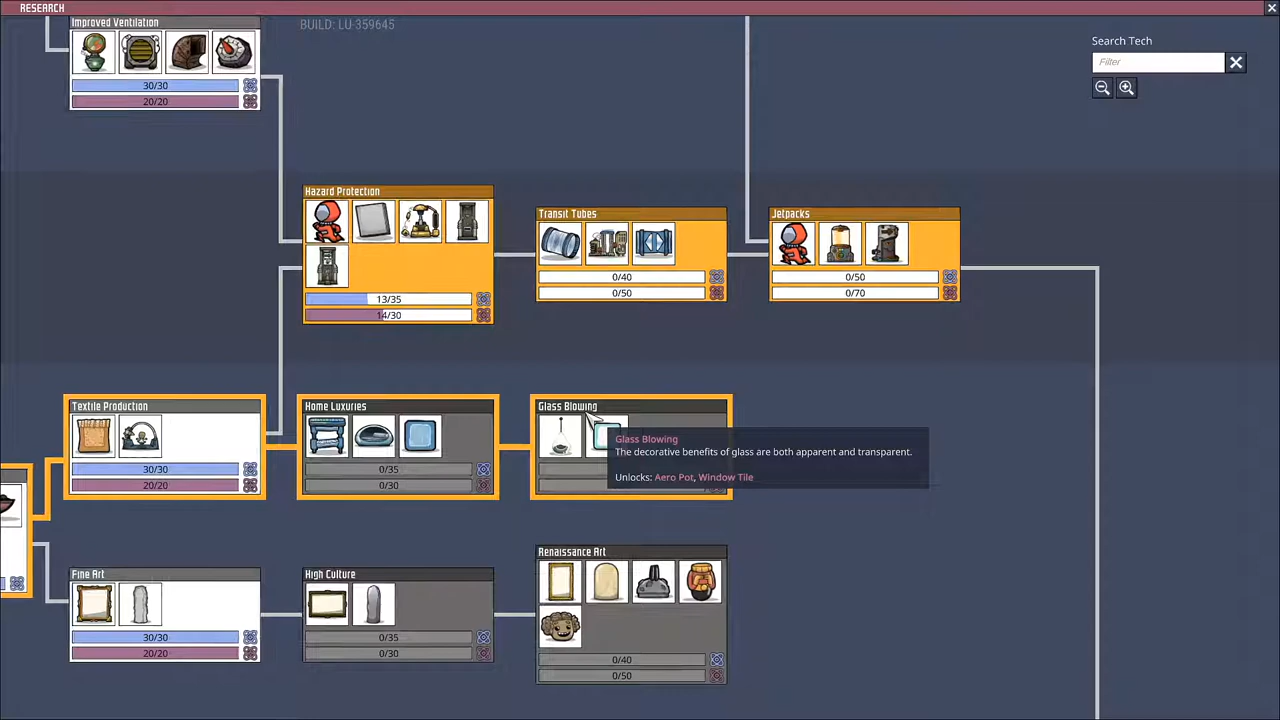 RESEARCH
BUILD: LU-359645
Search Tech
Filter
Improved Ventilation
30/30
20/20
Hazard Protection
13/35
14/30
Transit Tubes
0/40
0/50
Jetpacks
0/50
0/70
Textile Production
30/30
20/20
Home Luxuries
0/35
0/30
Glass Blowing
Glass Blowing
The decorative benefits of glass are both apparent and transparent.
Unlocks: Aero Pot, Window Tile
Fine Art
30/30
20/20
High Culture
0/35
0/30
Renaissance Art
0/40
0/50